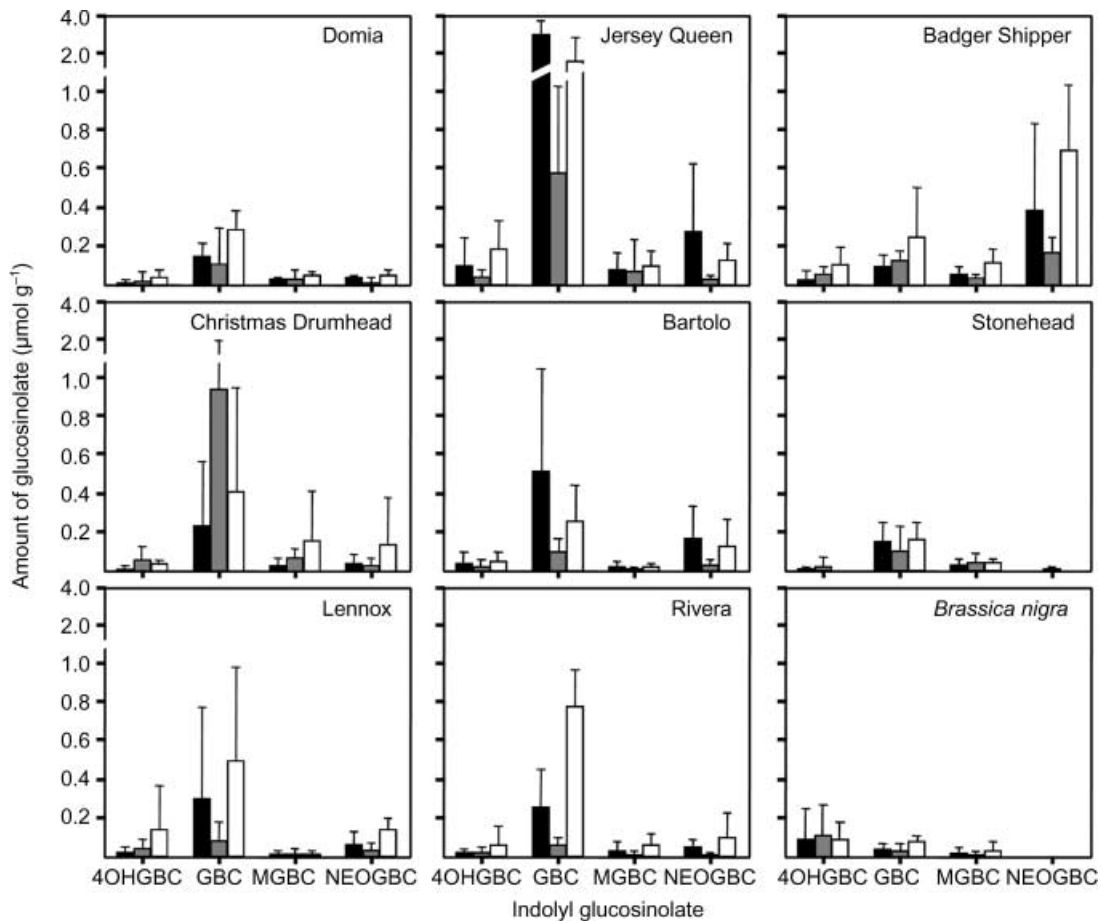 Amount of glucosinolate (µmol g⁻¹)
4.0
2.0
1.0
0.8
0.6
0.4
0.2
Domia
Jersey Queen
Badger Shipper
4.0
2.0
1.0
0.8
0.6
0.4
0.2
Christmas Drumhead
Bartolo
Stonehead
4.0
2.0
1.0
0.8
0.6
0.4
0.2
Lennox
Rivera
Brassica nigra
4OHGBC GBC MGBC NEOGBC 4OHGBC GBC MGBC NEOGBC 4OHGBC GBC MGBC NEOGBC
Indolyl glucosinolate